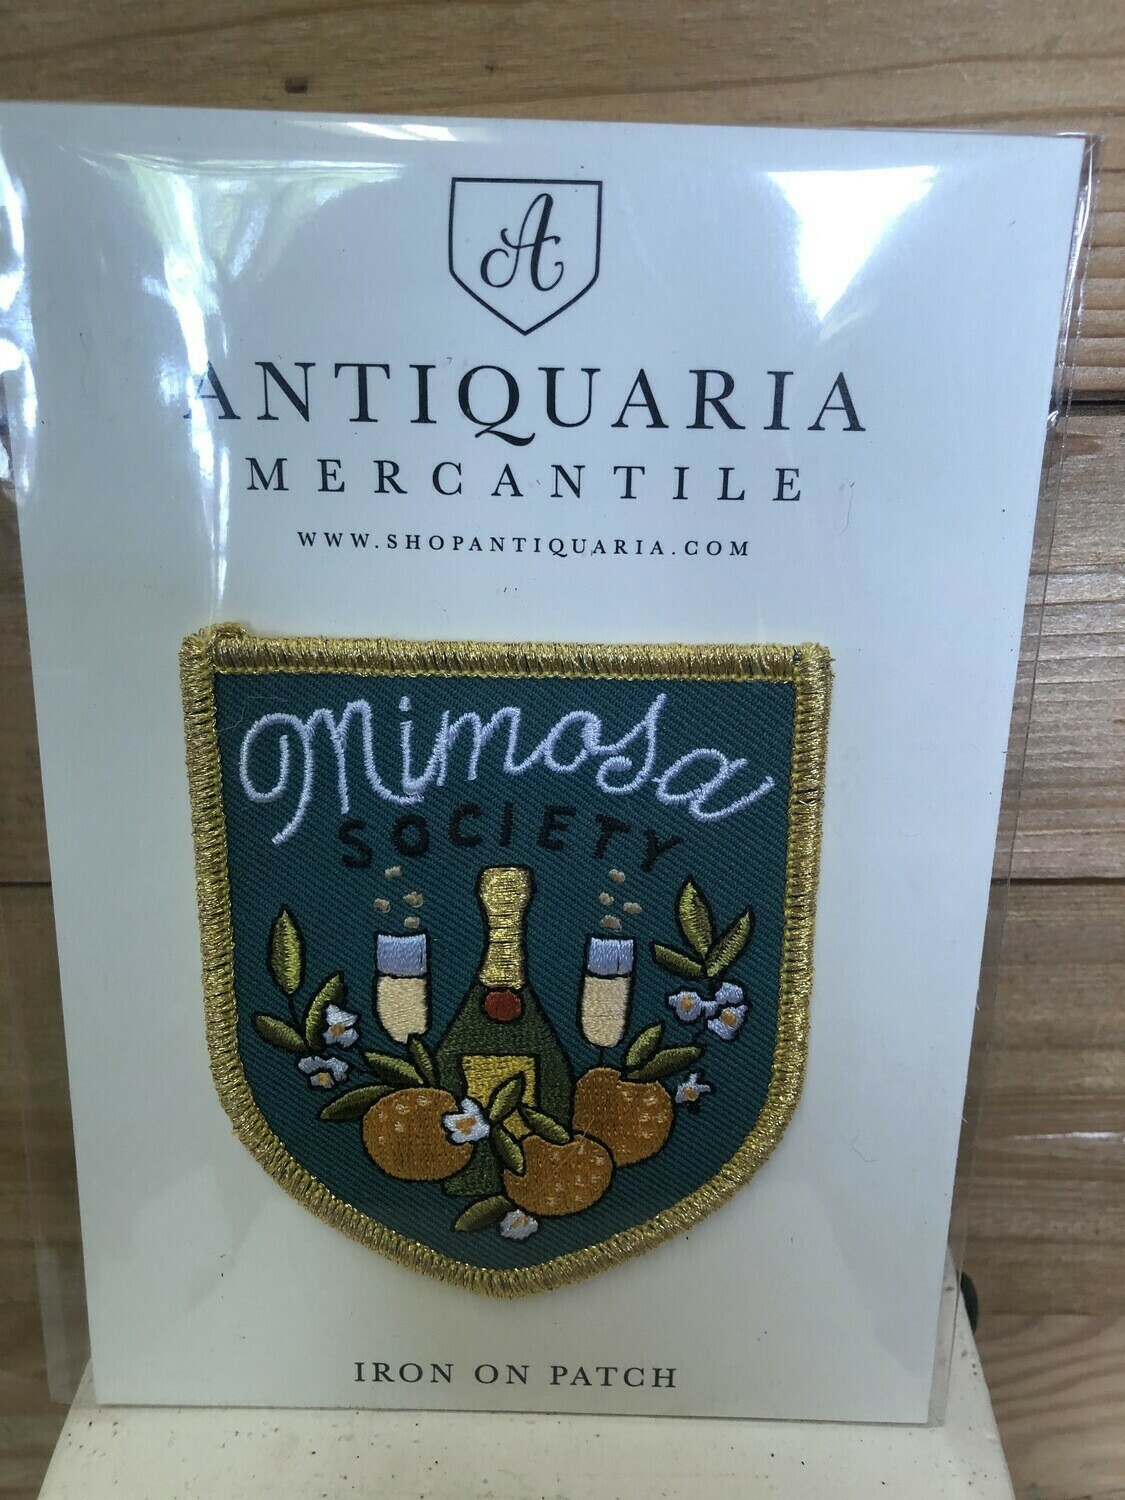 A
ANTIQUARIA
MERCANTILE
WWW.SHOPANTIQUARIA.COM
Mimosa
SOCIETY
IRON ON PATCH